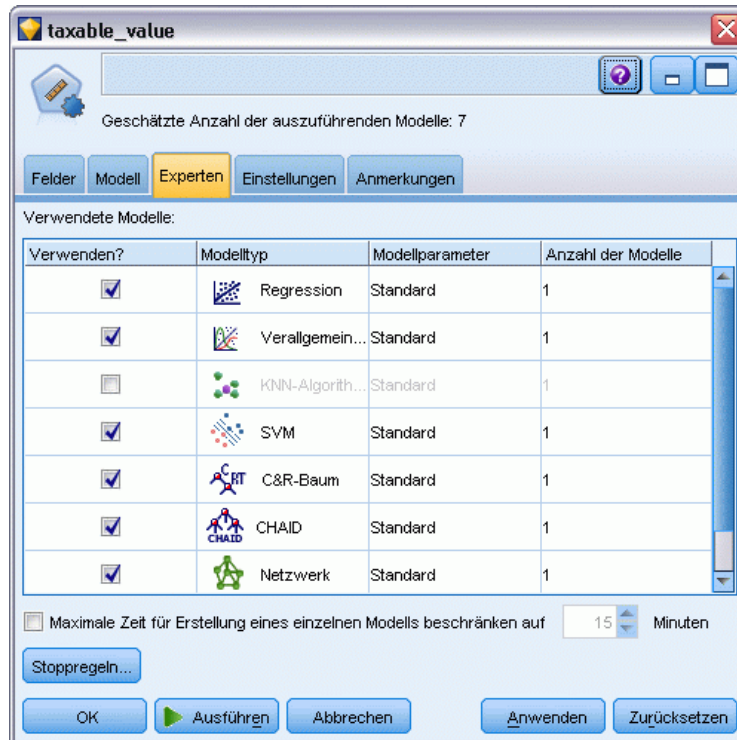 taxable_value
Geschätzte Anzahl der auszuführenden Modelle: 7
Felder Modell Experten Einstellungen Anmerkungen
Verwendete Modelle:
Verwenden? Modelltyp Modellparameter Anzahl der Modelle
Regression Standard 1
Verallgemein... Standard 1
KNN-Algorith... Standard 1
SVM Standard 1
C RT C&R-Baum Standard 1
CHAID CHAID Standard 1
Netzwerk Standard 1
Maximale Zeit für Erstellung eines einzelnen Modells beschränken auf 15 Minuten
Stoppregeln...
OK Ausführen Abbrechen Anwenden Zurücksetzen